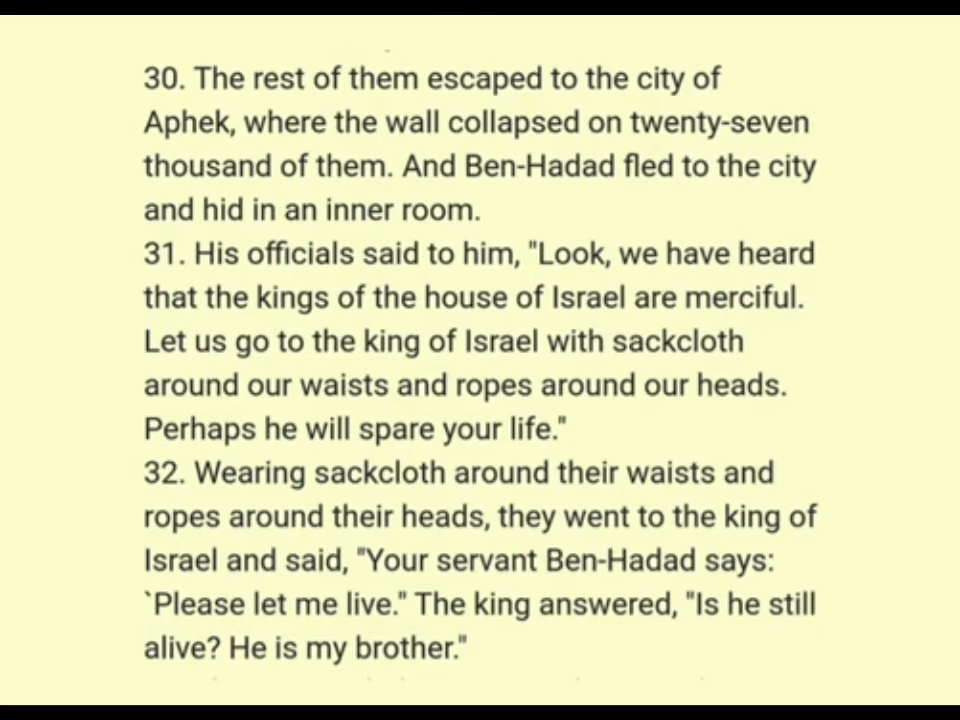 30. The rest of them escaped to the city of
Aphek, where the wall collapsed on twenty-seven
thousand of them. And Ben-Hadad fled to the city
and hid in an inner room.
31. His officials said to him, "Look, we have heard
that the kings of the house of Israel are merciful.
Let us go to the king of Israel with sackcloth
around our waists and ropes around our heads.
Perhaps he will spare your life."
32. Wearing sackcloth around their waists and
ropes around their heads, they went to the king of
Israel and said, "Your servant Ben-Hadad says:
`Please let me live." The king answered, "Is he still
alive? He is my brother."